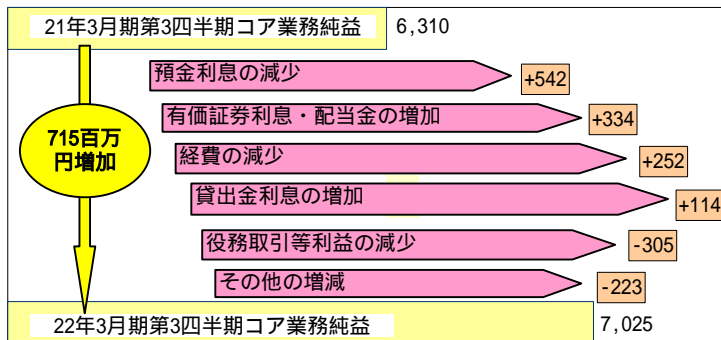 21年3月期第3四半期コア業務純益 6,310
預金利息の減少 +542
有価証券利息・配当金の増加 +334
715百万
円増加
経費の減少 +252
貸出金利息の増加 +114
役務取引等利益の減少 -305
その他の増減 -223
22年3月期第3四半期コア業務純益 7,025